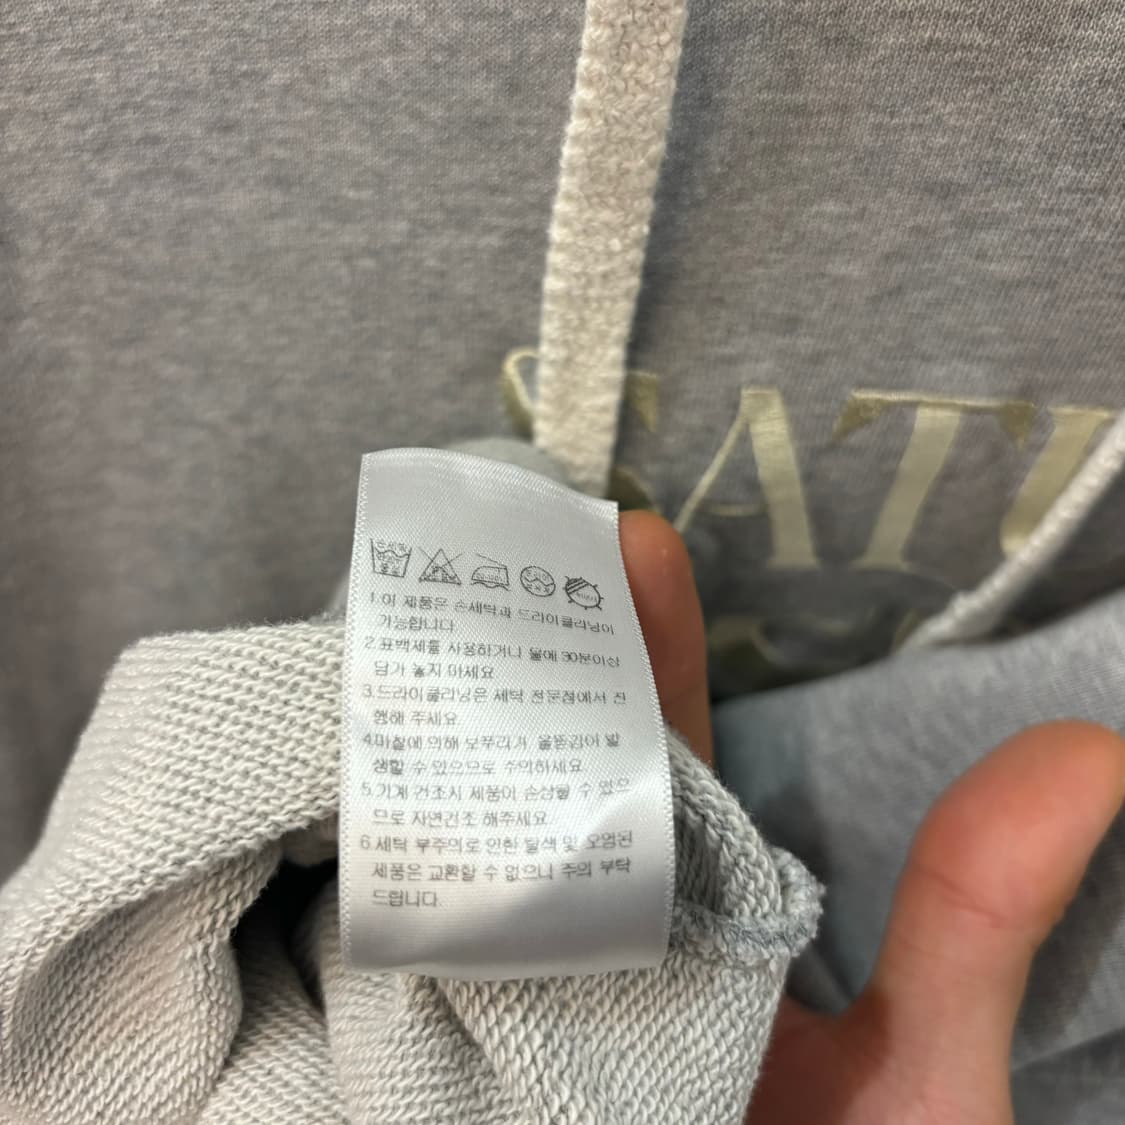 1.이 제품은 손세탁과 드라이클리닝이
가능합니다
2.표백제를 사용하거나 물에 30분이상
담가 놓지 마세요
3.드라이클리닝은 세탁 전문점에서 진
행해 주세요
4.마찰에 의해 보푸라기 울뜯김이 발
생할 수 있으므로 주의하세요
5.기계 건조시 제품이 손상될 수 있으
므로 자연건조 해주세요
6.세탁 부주의로 인한 탈색 및 오염된
제품은 교환할 수 없으니 주의 부탁
드립니다